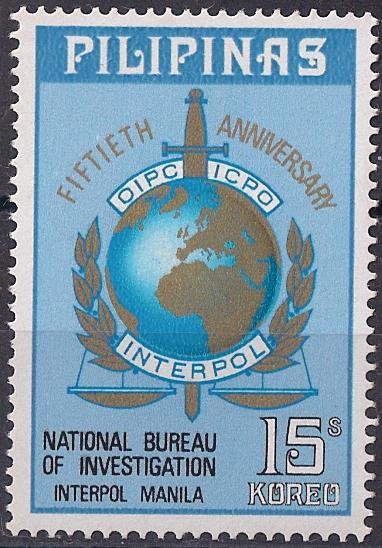 PILIPINAS
FIFTIETH ANNIVERSARY
OIPC ICPO
INTERPOL
NATIONAL BUREAU
OF INVESTIGATION
INTERPOL MANILA
15s
KOREO